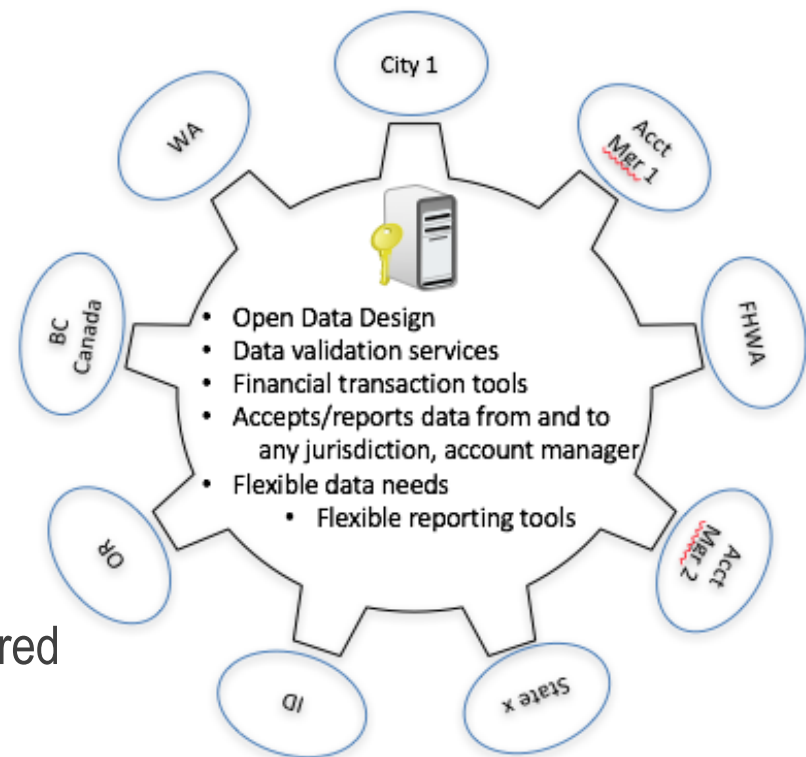 City 1
WA
Acct
Mgr 1
BC
Canada
FHWA
• Open Data Design
• Data validation services
• Financial transaction tools
• Accepts/reports data from and to
any jurisdiction, account manager
• Flexible data needs
• Flexible reporting tools
OR
Acct
Mgr 2
red
ID
State x